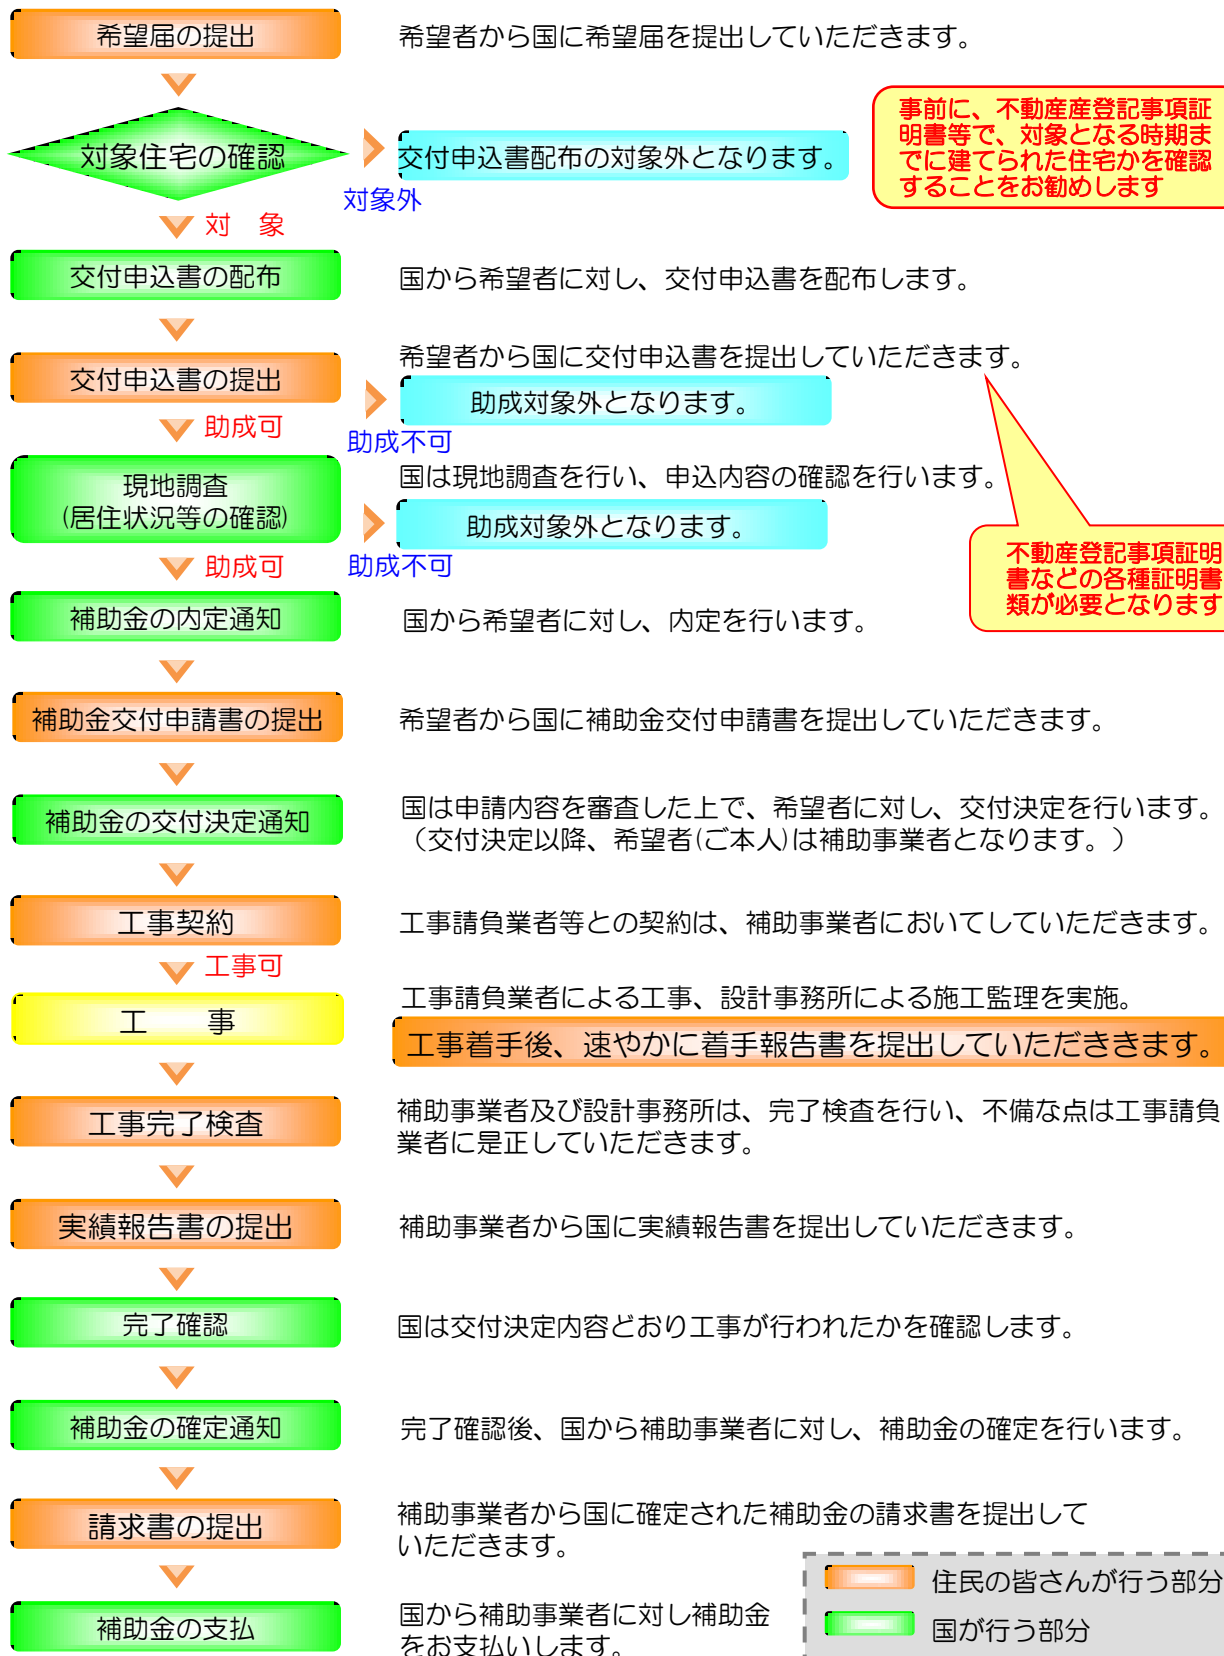 希望届の提出
希望者から国に希望届を提出していただきます。
対象住宅の確認
交付申込書配布の対象外となります。
対象外
対　象
事前に、不動産産登記事項証
明書等で、対象となる時期ま
でに建てられた住宅かを確認
することをお勧めします
交付申込書の配布
国から希望者に対し、交付申込書を配布します。
交付申込書の提出
希望者から国に交付申込書を提出していただきます。
助成対象外となります。
助成可
助成不可
現地調査
(居住状況等の確認)
国は現地調査を行い、申込内容の確認を行います。
助成対象外となります。
助成可
助成不可
不動産登記事項証明
書などの各種証明書
類が必要となります
補助金の内定通知
国から希望者に対し、内定を行います。
補助金交付申請書の提出
希望者から国に補助金交付申請書を提出していただきます。
補助金の交付決定通知
国は申請内容を審査した上で、希望者に対し、交付決定を行います。
（交付決定以降、希望者(ご本人)は補助事業者となります。）
工事契約
工事請負業者等との契約は、補助事業者においてしていただきます。
工事可
工　　事
工事請負業者による工事、設計事務所による施工監理を実施。
工事着手後、速やかに着手報告書を提出していただききます。
工事完了検査
補助事業者及び設計事務所は、完了検査を行い、不備な点は工事請負
業者に是正していただきます。
実績報告書の提出
補助事業者から国に実績報告書を提出していただきます。
完了確認
国は交付決定内容どおり工事が行われたかを確認します。
補助金の確定通知
完了確認後、国から補助事業者に対し、補助金の確定を行います。
請求書の提出
補助事業者から国に確定された補助金の請求書を提出して
いただきます。
補助金の支払
国から補助事業者に対し補助金
をお支払いします。
住民の皆さんが行う部分
国が行う部分